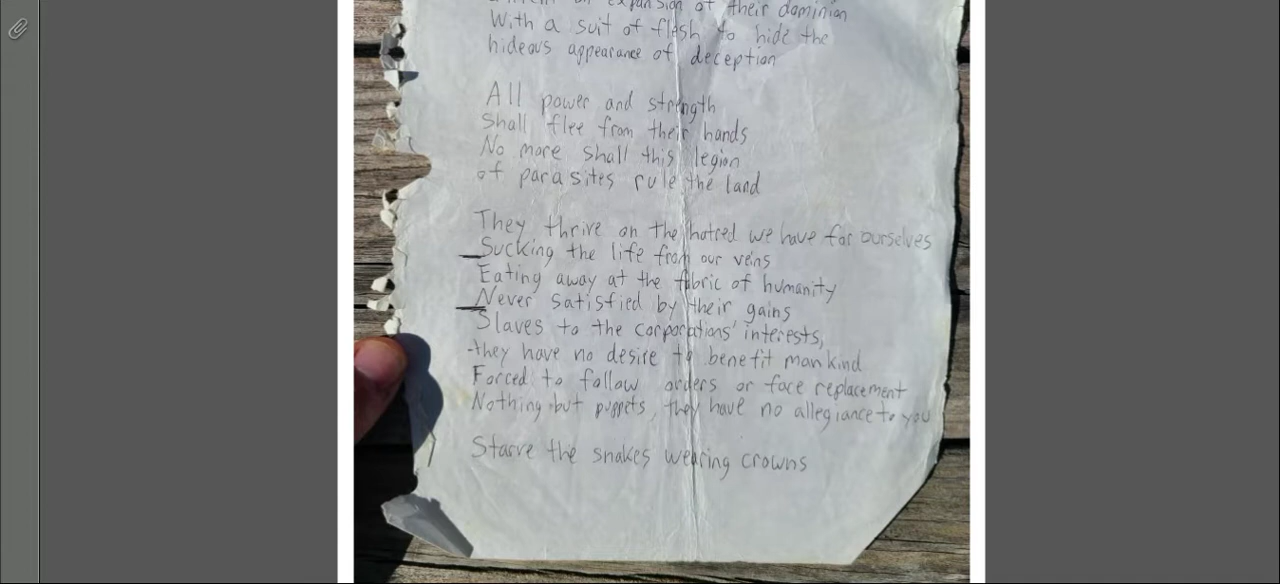 expansion of their dominion
With a suit of flesh to hide the
hideous appearance of deception
All power and strength
Shall flee from their hands
No more shall this legion
of parasites rule the land
They thrive on the hatred we have for ourselves
Sucking the life from our veins
Eating away at the fabric of humanity
Never satisfied by their gains
Slaves to the corporations' interests,
they have no desire to benefit mankind
Forced to follow orders or face replacement
Nothing but puppets, they have no allegiance to you
Starve the snakes wearing crowns